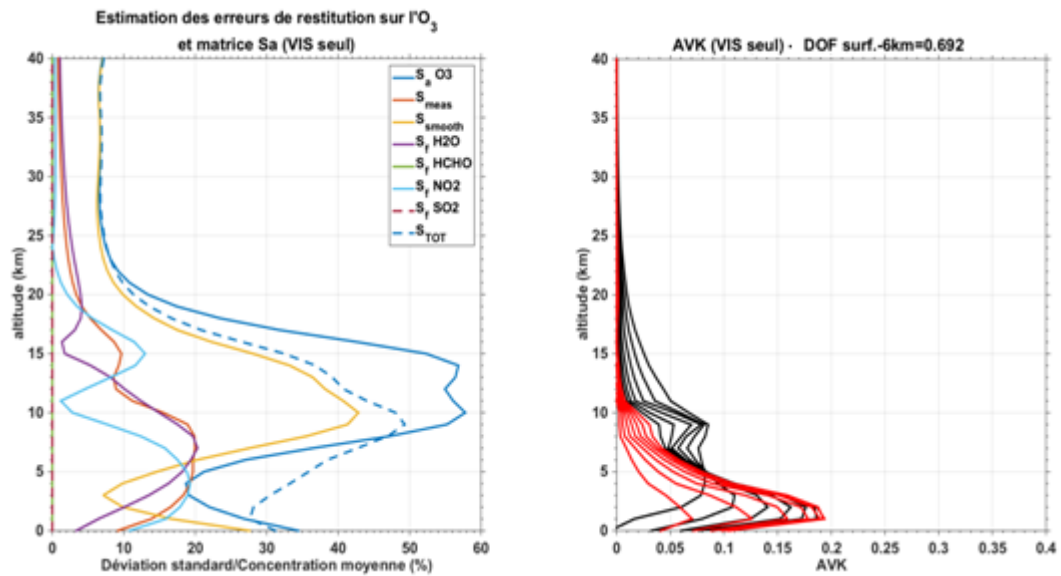 Estimation des erreurs de restitution sur l'O3
et matrice Sa (VIS seul)
40
35
30
25
20
15
10
5
0
altitude (km)
0 10 20 30 40 50 60
Déviation standard/Concentration moyenne (%)
Sa O3
Smeas
Ssmooth
Sf H2O
Sf HCHO
Sf NO2
Sf SO2
STOT
AVK (VIS seul) - DOF surf.-6km=0.692
40
35
30
25
20
15
10
5
0
altitude (km)
0 0.05 0.1 0.15 0.2 0.25 0.3 0.35 0.4
AVK